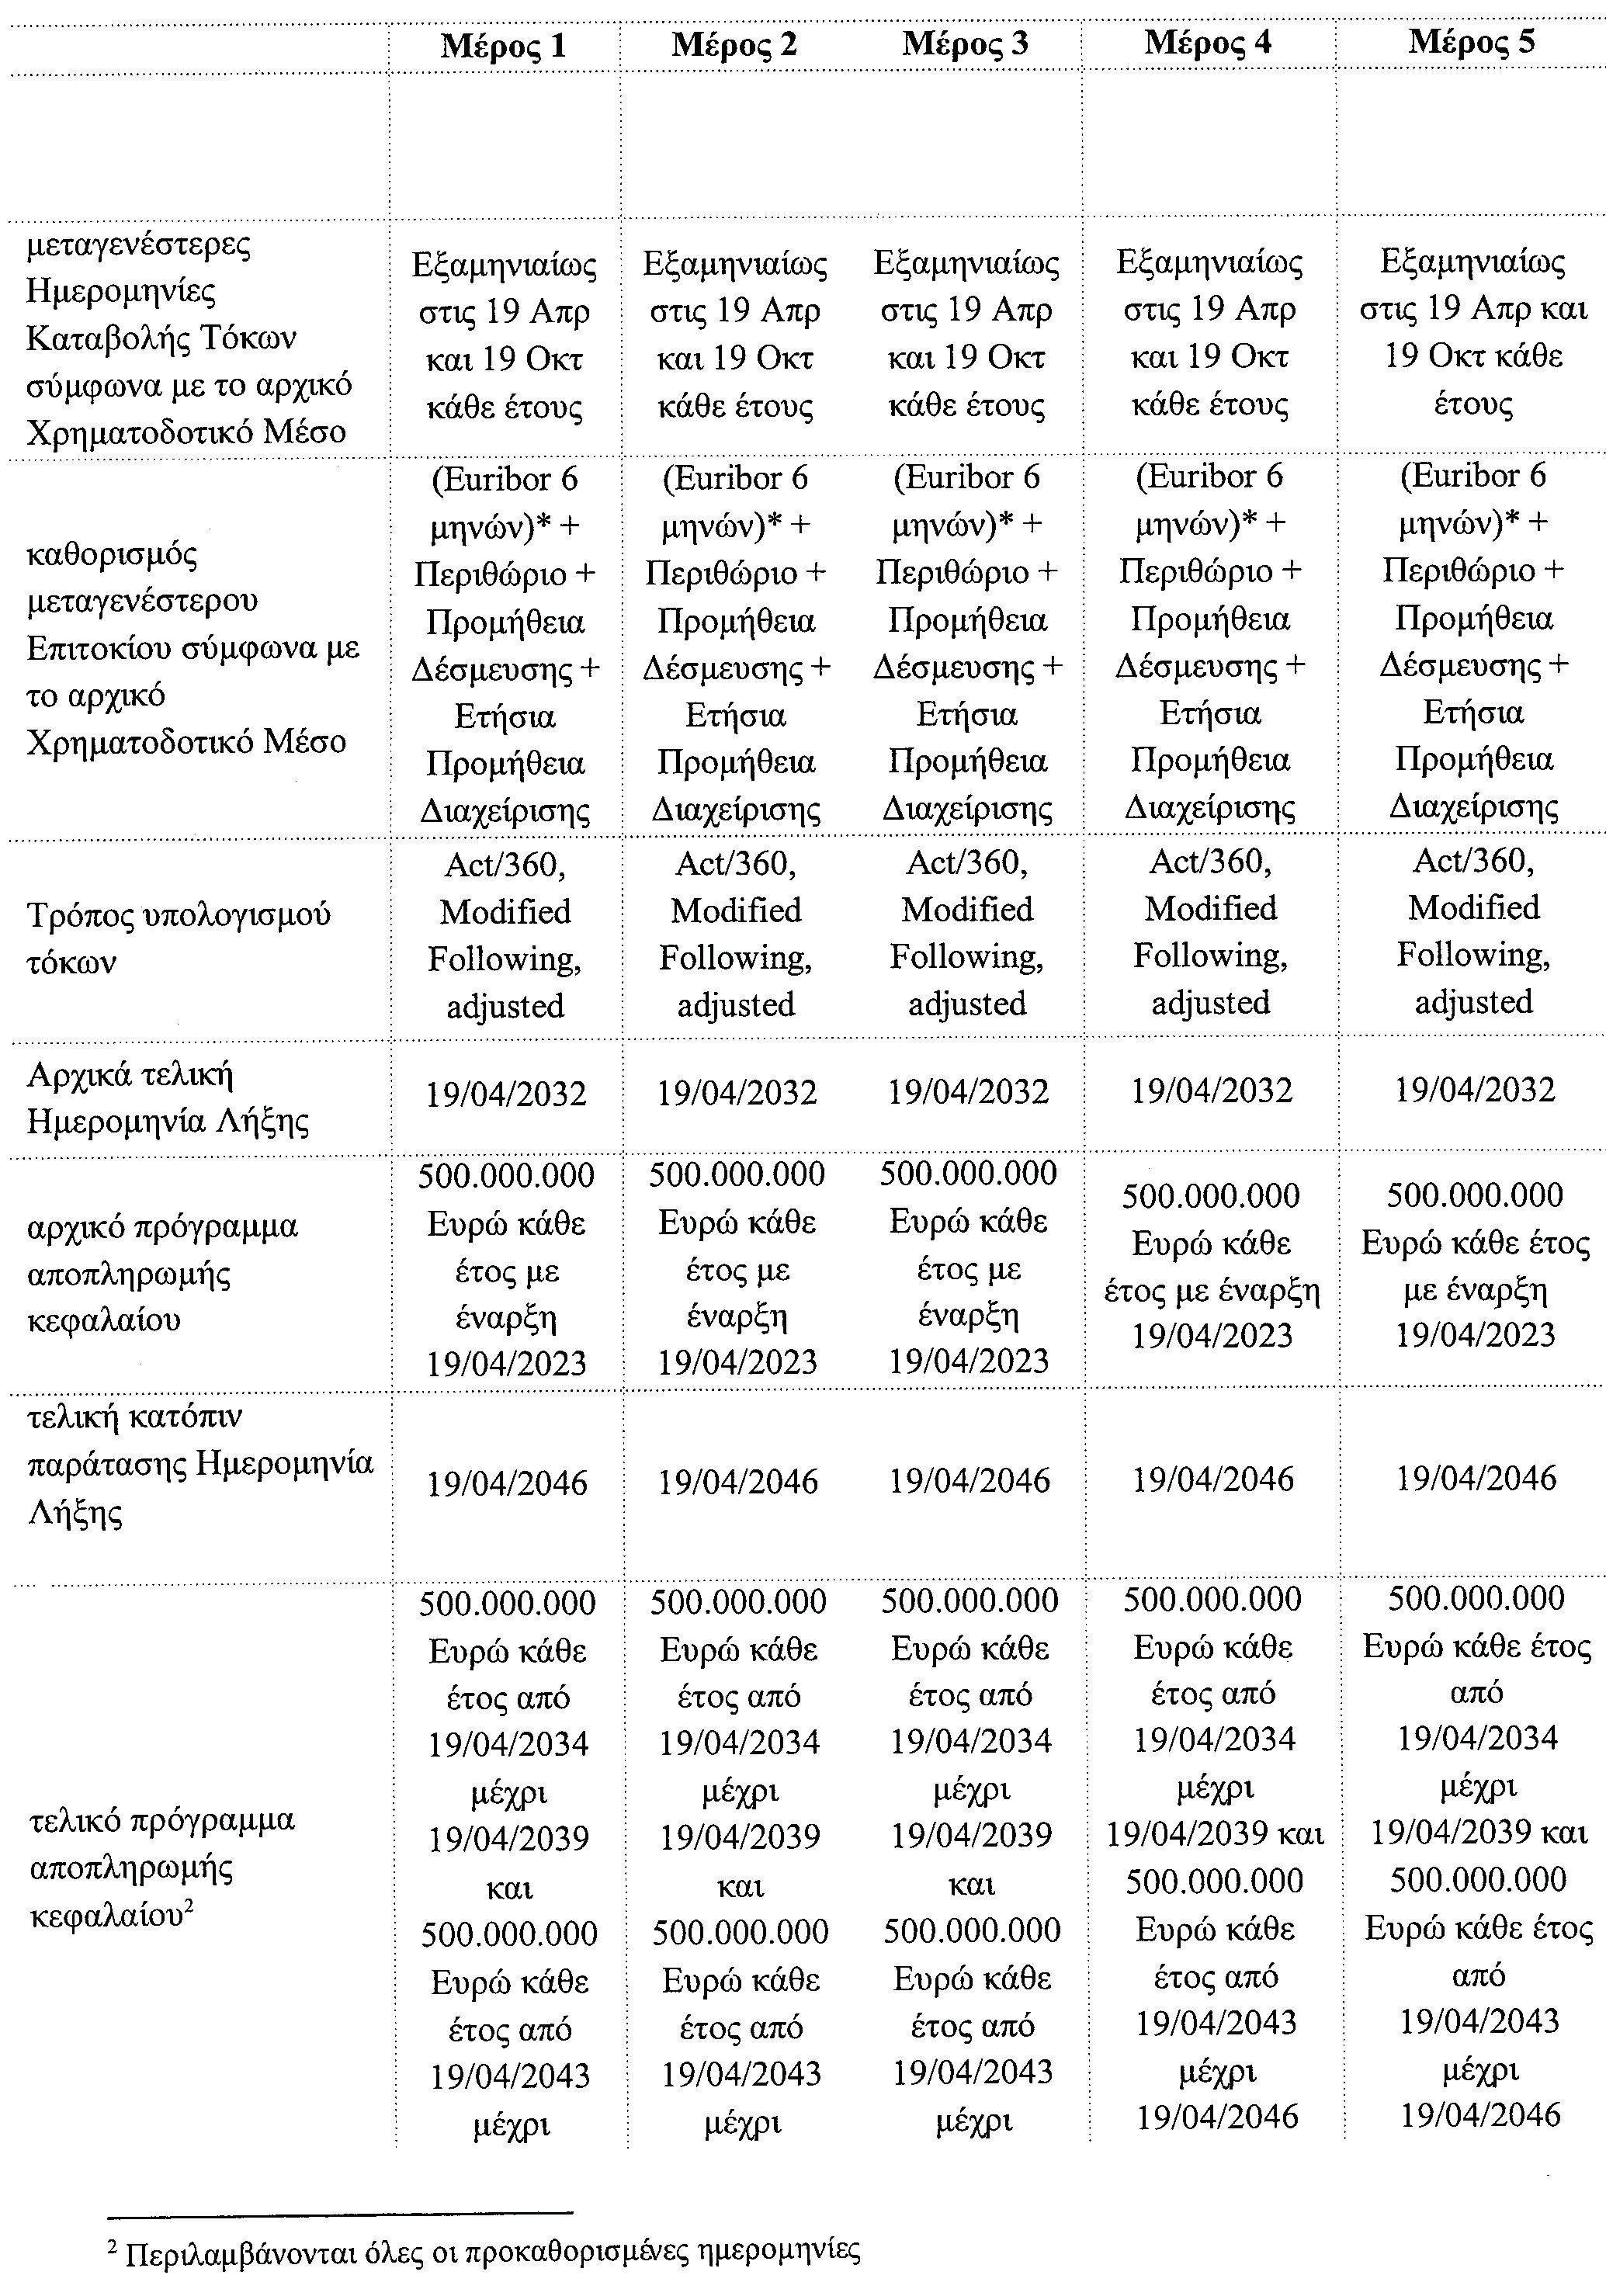 Μέρος 1 Μέρος 2 Μέρος 3 Μέρος 4 Μέρος 5
μεταγενέστερες
Ημερομηνίες
Καταβολής Τόκων
σύμφωνα με το αρχικό
Χρηματοδοτικό Μέσο
Εξαμηνιαίως
στις 19 Απρ
και 19 Οκτ
κάθε έτους
Εξαμηνιαίως
στις 19 Απρ
και 19 Οκτ
κάθε έτους
Εξαμηνιαίως
στις 19 Απρ
και 19 Οκτ
κάθε έτους
Εξαμηνιαίως
στις 19 Απρ
και 19 Οκτ
κάθε έτους
Εξαμηνιαίως
στις 19 Απρ και
19 Οκτ κάθε
έτους
καθορισμός
μεταγενέστερου
Επιτοκίου σύμφωνα με
το αρχικό
Χρηματοδοτικό Μέσο
(Euribor 6
μηνών)* +
Περιθώριο +
Προμήθεια
Δέσμευσης +
Ετήσια
Προμήθεια
Διαχείρισης
(Euribor 6
μηνών)* +
Περιθώριο +
Προμήθεια
Δέσμευσης +
Ετήσια
Προμήθεια
Διαχείρισης
(Euribor 6
μηνών)* +
Περιθώριο +
Προμήθεια
Δέσμευσης +
Ετήσια
Προμήθεια
Διαχείρισης
(Euribor 6
μηνών)* +
Περιθώριο +
Προμήθεια
Δέσμευσης +
Ετήσια
Προμήθεια
Διαχείρισης
(Euribor 6
μηνών)* +
Περιθώριο +
Προμήθεια
Δέσμευσης +
Ετήσια
Προμήθεια
Διαχείρισης
Τρόπος υπολογισμού
τόκων
Act/360,
Modified
Following,
adjusted
Act/360,
Modified
Following,
adjusted
Act/360,
Modified
Following,
adjusted
Act/360,
Modified
Following,
adjusted
Act/360,
Modified
Following,
adjusted
Αρχικά τελική
Ημερομηνία Λήξης
19/04/2032 19/04/2032 19/04/2032 19/04/2032 19/04/2032
αρχικό πρόγραμμα
αποπληρωμής
κεφαλαίου
500.000.000
Ευρώ κάθε
έτος με
έναρξη
19/04/2023
500.000.000
Ευρώ κάθε
έτος με
έναρξη
19/04/2023
500.000.000
Ευρώ κάθε
έτος με
έναρξη
19/04/2023
500.000.000
Ευρώ κάθε
έτος με έναρξη
19/04/2023
500.000.000
Ευρώ κάθε έτος
με έναρξη
19/04/2023
τελική κατόπιν
παράτασης Ημερομηνία
Λήξης
19/04/2046 19/04/2046 19/04/2046 19/04/2046 19/04/2046
τελικό πρόγραμμα
αποπληρωμής
κεφαλαίου²
500.000.000
Ευρώ κάθε
έτος από
19/04/2034
μέχρι
19/04/2039
και
500.000.000
Ευρώ κάθε
έτος από
19/04/2043
μέχρι
500.000.000
Ευρώ κάθε
έτος από
19/04/2034
μέχρι
19/04/2039
και
500.000.000
Ευρώ κάθε
έτος από
19/04/2043
μέχρι
500.000.000
Ευρώ κάθε
έτος από
19/04/2034
μέχρι
19/04/2039
και
500.000.000
Ευρώ κάθε
έτος από
19/04/2043
μέχρι
500.000.000
Ευρώ κάθε
έτος από
19/04/2034
μέχρι
19/04/2039 και
500.000.000
Ευρώ κάθε
έτος από
19/04/2043
μέχρι
19/04/2046
500.000.000
Ευρώ κάθε έτος
από
19/04/2034
μέχρι
19/04/2039 και
500.000.000
Ευρώ κάθε έτος
από
19/04/2043
μέχρι
19/04/2046
² Περιλαμβάνονται όλες οι προκαθορισμένες ημερομηνίες